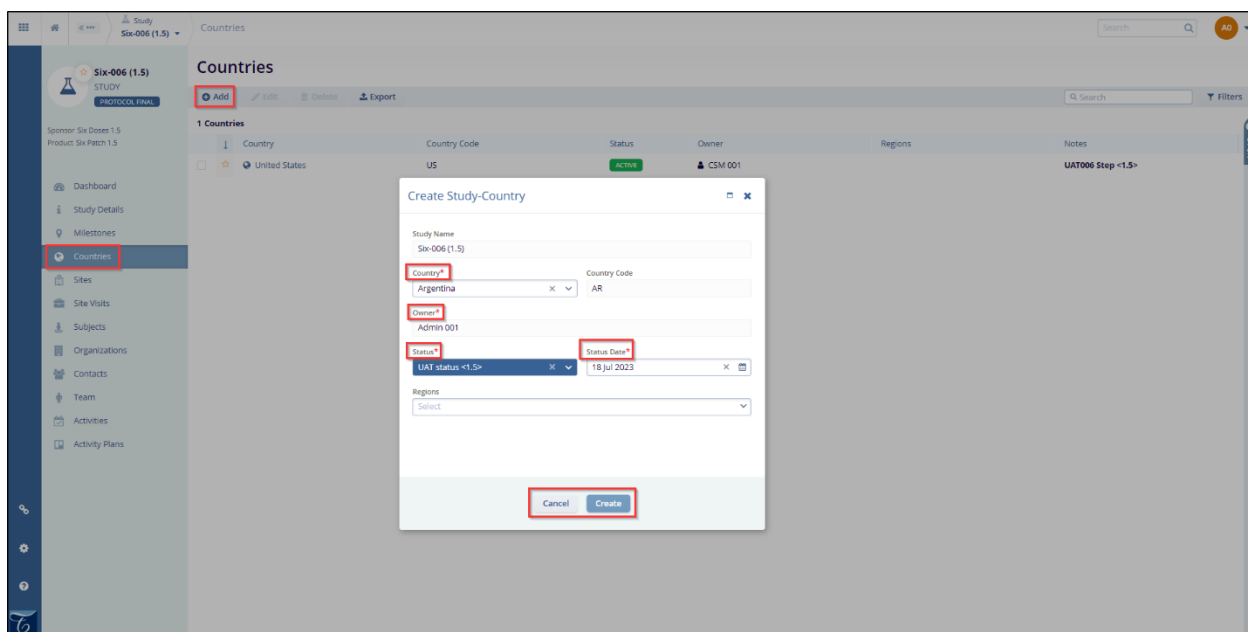 Study
Six-006 (1.5)
Countries
Search
AD
Six-006 (1.5)
STUDY
PROTOCOL FINAL
Sponsor Six Doses 1.5
Product Six Patch 1.5
Dashboard
Study Details
Milestones
Countries
Sites
Site Visits
Subjects
Organizations
Contacts
Team
Activities
Activity Plans
Countries
Add Edit Delete Export
Search
Filters
1 Countries
Country Country Code Status Owner Regions Notes
United States US ACTIVE CSM 001 UAT006 Step <1.5>
Create Study-Country
Study Name
Six-006 (1.5)
Country* Country Code
Argentina AR
Owner*
Admin 001
Status* Status Date*
UAT status <1.5> 18 Jul 2023
Regions
Select
Cancel Create